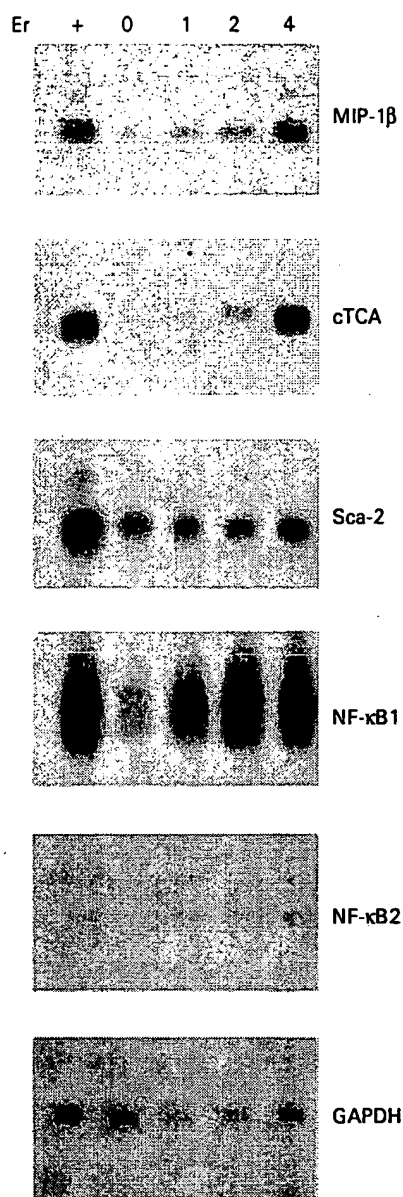 Er + 0 1 2 4
MIP-1β
cTCA
Sca-2
NF-κB1
NF-κB2
GAPDH